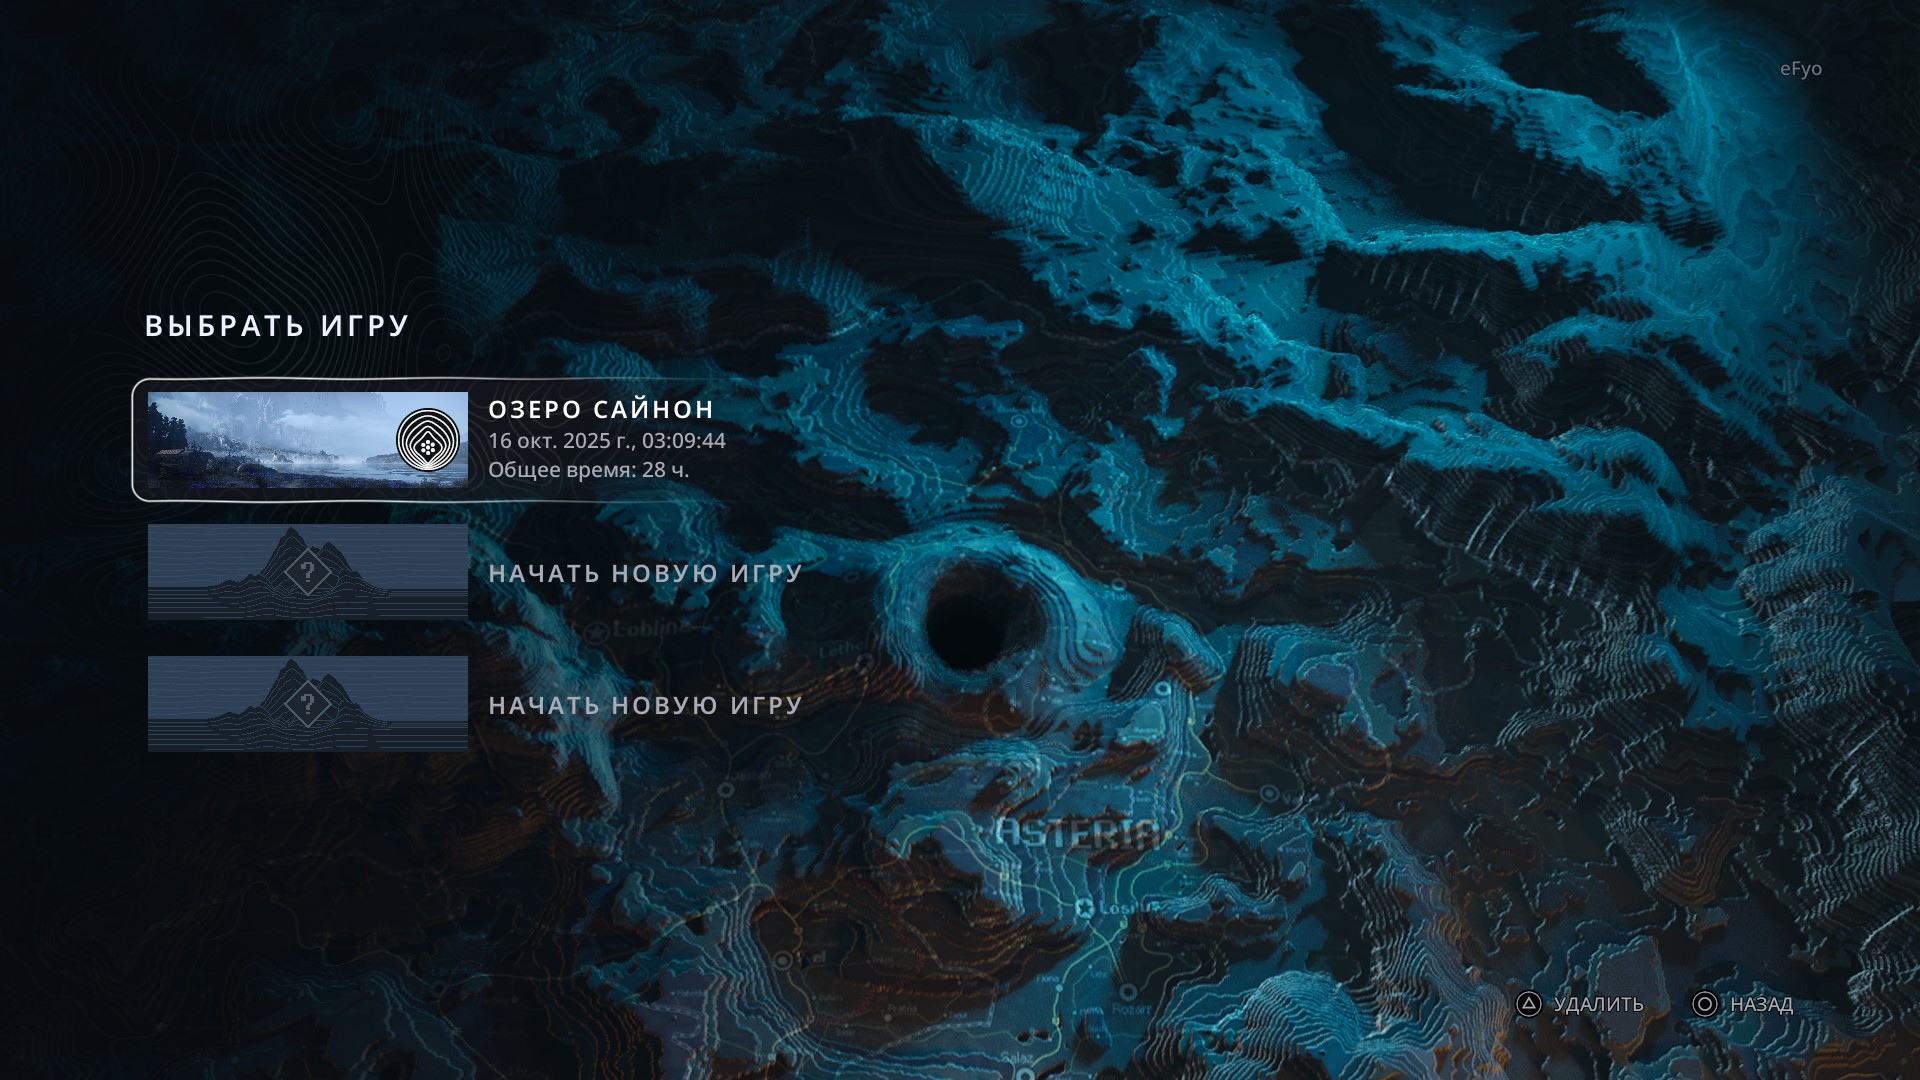 eFyo
ВЫБРАТЬ ИГРУ
ОЗЕРО САЙНОН
16 окт. 2025 г., 03:09:44
Общее время: 28 ч.
?
НАЧАТЬ НОВУЮ ИГРУ
?
НАЧАТЬ НОВУЮ ИГРУ
ASTERIA
Salaz
УДАЛИТЬ
НАЗАД